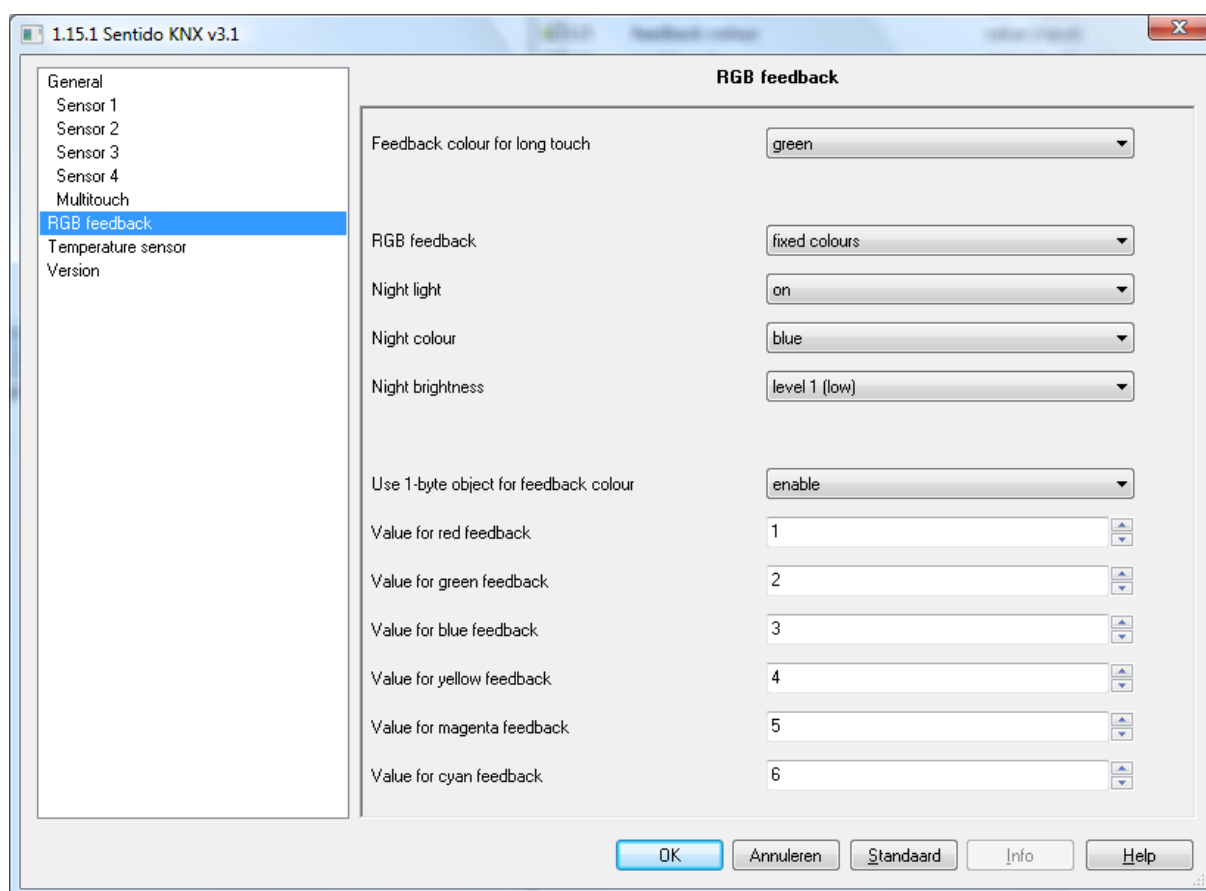 1.15.1 Sentido KNX v3.1
General
Sensor 1
Sensor 2
Sensor 3
Sensor 4
Multitouch
RGB feedback
Temperature sensor
Version
RGB feedback
Feedback colour for long touch green
RGB feedback fixed colours
Night light on
Night colour blue
Night brightness level 1 (low)
Use 1-byte object for feedback colour enable
Value for red feedback 1
Value for green feedback 2
Value for blue feedback 3
Value for yellow feedback 4
Value for magenta feedback 5
Value for cyan feedback 6
OK Annuleren Standaard Info Help